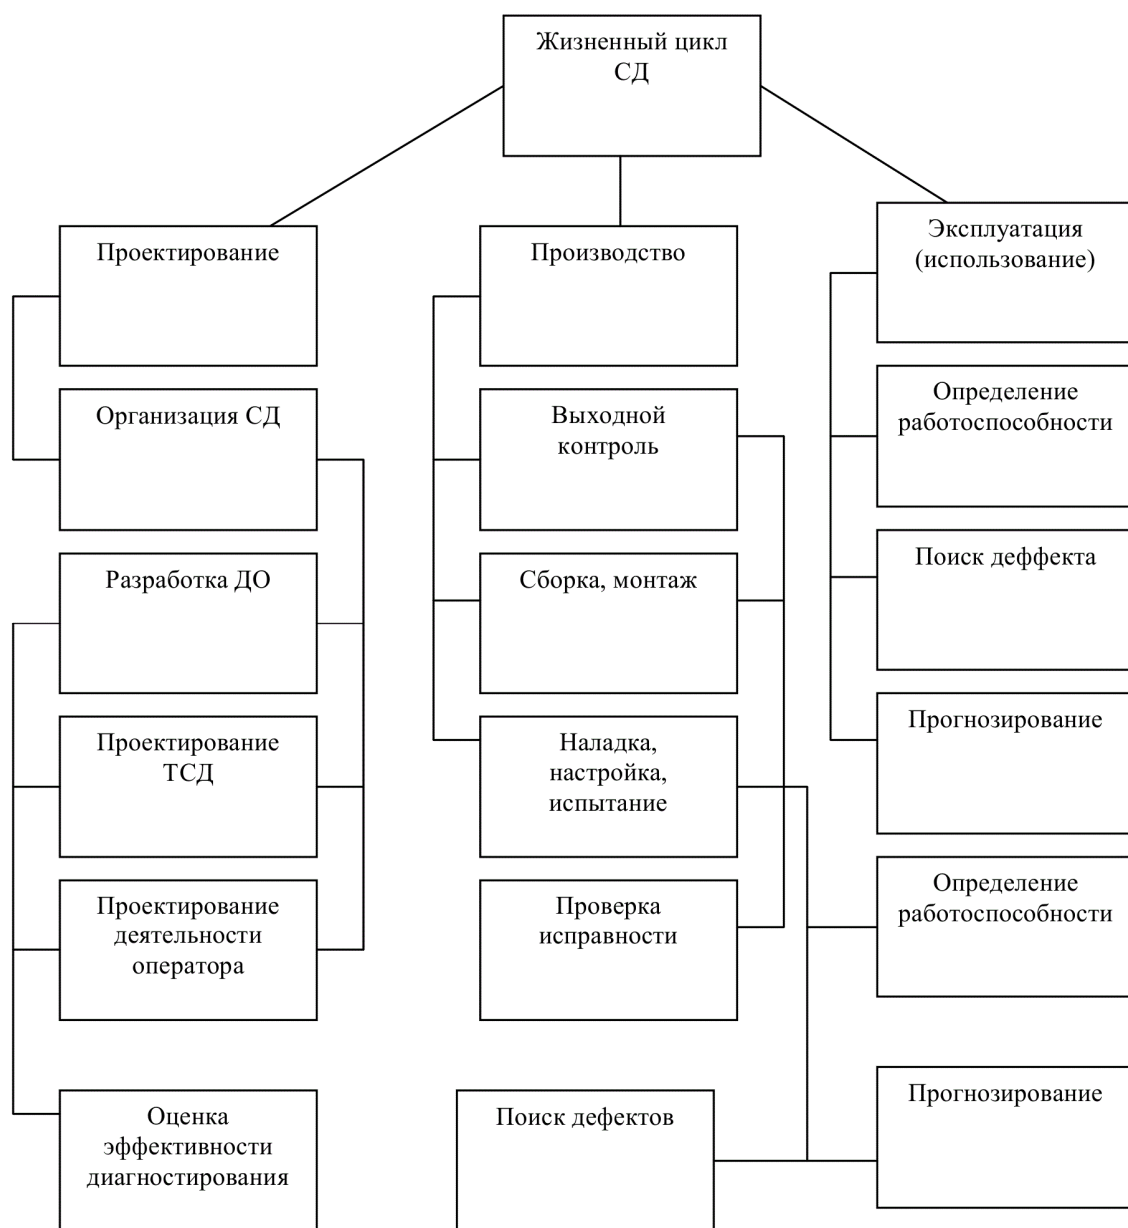 Жизненный цикл
СД
Проектирование
Производство
Эксплуатация
(использование)
Организация СД
Выходной
контроль
Определение
работоспособности
Разработка ДО
Сборка, монтаж
Поиск деффекта
Проектирование
ТСД
Наладка,
настройка,
испытание
Прогнозирование
Проектирование
деятельности
оператора
Проверка
исправности
Определение
работоспособности
Оценка
эффективности
диагностирования
Поиск дефектов
Прогнозирование